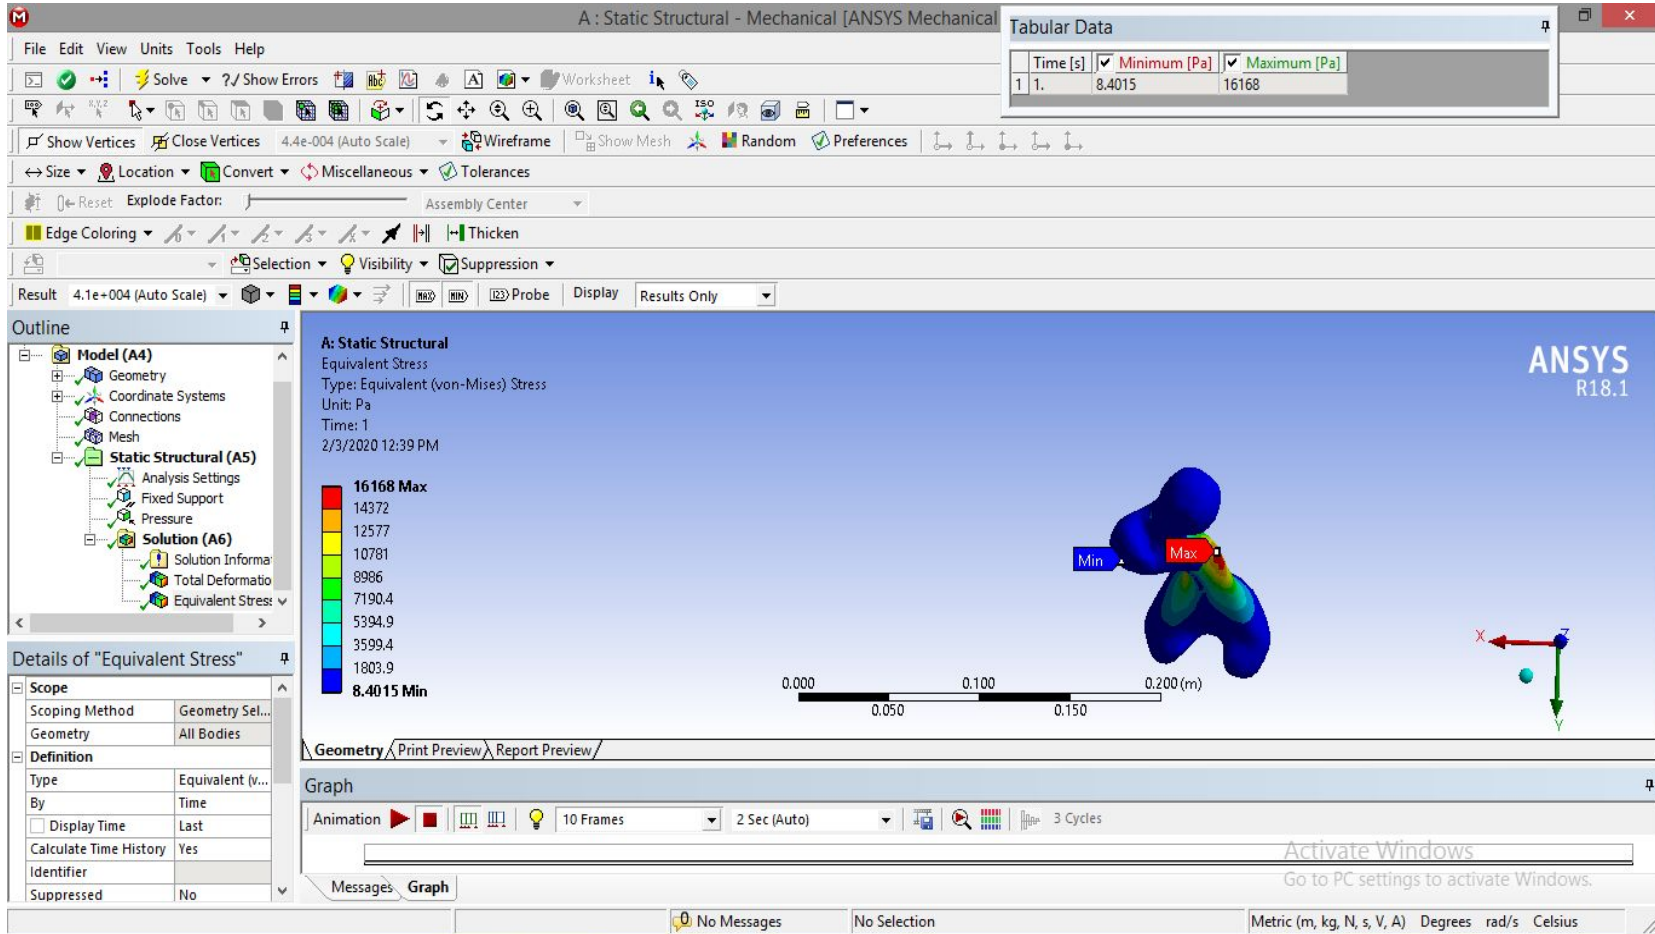 A : Static Structural - Mechanical [ANSYS Mechanical
Tabular Data
Time [s] Minimum [Pa] Maximum [Pa]
1 1. 8.4015 16168
File Edit View Units Tools Help
Solve ?/ Show Errors Worksheet
Show Vertices Close Vertices 4.4e-004 (Auto Scale) Wireframe Show Mesh Random Preferences
Size Location Convert Miscellaneous Tolerances
Reset Explode Factor: Assembly Center
Edge Coloring Thicken
Selection Visibility Suppression
Result 4.1e+004 (Auto Scale) MAX MIN 123 Probe Display Results Only
Outline
Model (A4)
Geometry
Coordinate Systems
Connections
Mesh
Static Structural (A5)
Analysis Settings
Fixed Support
Pressure
Solution (A6)
Solution Informa
Total Deformatio
Equivalent Stress
Details of "Equivalent Stress"
Scope
Scoping Method Geometry Sel...
Geometry All Bodies
Definition
Type Equivalent (v...
By Time
Display Time Last
Calculate Time History Yes
Identifier
Suppressed No
A: Static Structural
Equivalent Stress
Type: Equivalent (von-Mises) Stress
Unit: Pa
Time: 1
2/3/2020 12:39 PM
16168 Max
14372
12577
10781
8986
7190.4
5394.9
3599.4
1803.9
8.4015 Min
ANSYS
R18.1
Min
Max
0.000 0.100 0.200 (m)
0.050 0.150
X
Z
Y
Geometry Print Preview Report Preview
Graph
Animation 10 Frames 2 Sec (Auto) 3 Cycles
Activate Windows
Go to PC settings to activate Windows.
Messages Graph
0 No Messages No Selection Metric (m, kg, N, s, V, A) Degrees rad/s Celsius